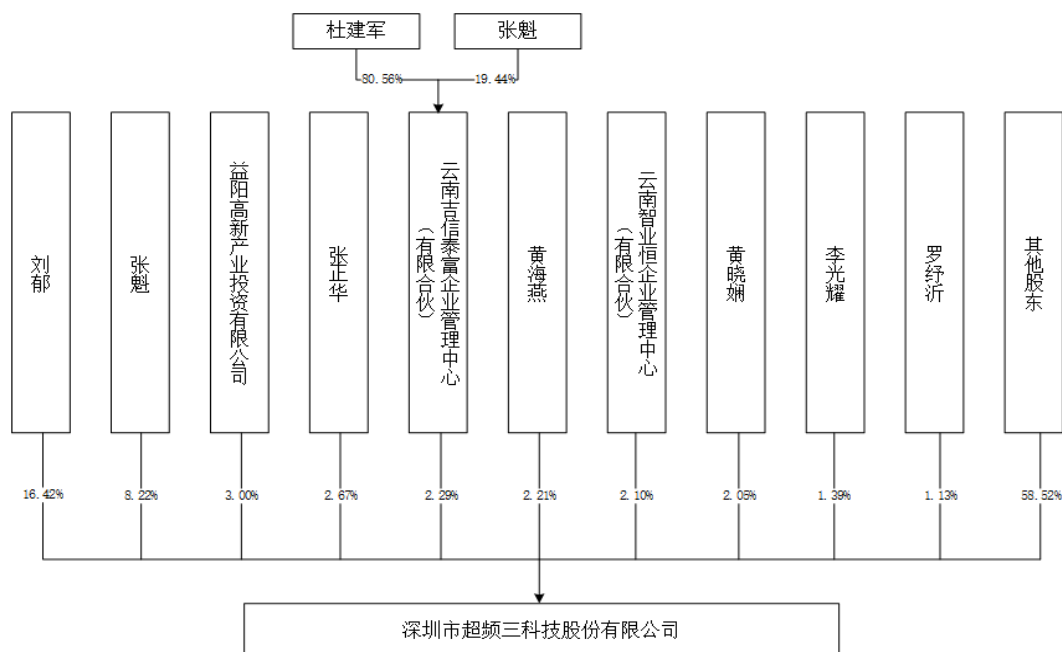 杜建军
张魁
80.56%
19.44%
刘郁
张魁
益阳高新产业投资有限公司
张正华
云南吉信泰富企业管理中心
（有限合伙）
黄海燕
云南智业恒企业管理中心
（有限合伙）
黄晓娴
李光耀
罗纾沂
其他股东
16.42%
8.22%
3.00%
2.67%
2.29%
2.21%
2.10%
2.05%
1.39%
1.13%
58.52%
深圳市超频三科技股份有限公司